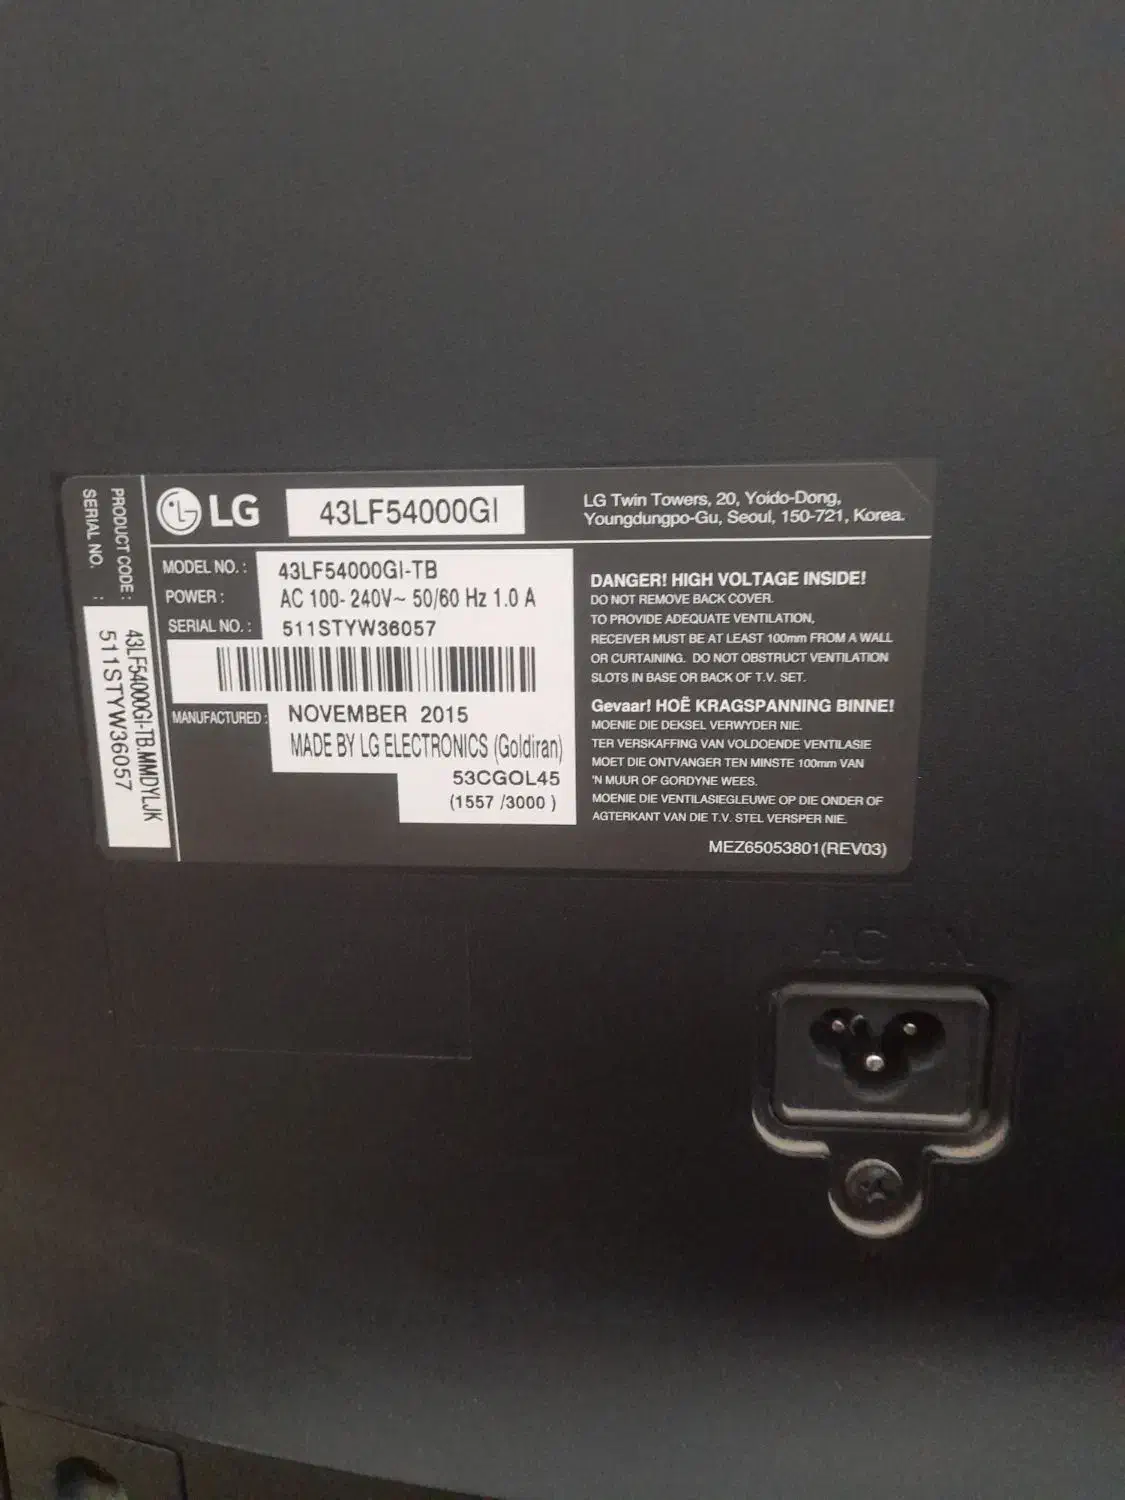 LG 43LF54000GI
LG Twin Towers, 20, Yoido-Dong,
Youngdungpo-Gu, Seoul, 150-721, Korea.
PRODUCT CODE : 43LF54000GI-TB.MMDYLJK
SERIAL NO. : 511STYW36057
MODEL NO. : 43LF54000GI-TB
POWER : AC 100-240V~ 50/60 Hz 1.0 A
SERIAL NO. : 511STYW36057
MANUFACTURED : NOVEMBER 2015
MADE BY LG ELECTRONICS (Goldiran)
53CGOL45
(1557 /3000 )
DANGER! HIGH VOLTAGE INSIDE!
DO NOT REMOVE BACK COVER.
TO PROVIDE ADEQUATE VENTILATION,
RECEIVER MUST BE AT LEAST 100mm FROM A WALL
OR CURTAINING. DO NOT OBSTRUCT VENTILATION
SLOTS IN BASE OR BACK OF T.V. SET.
Gevaar! HOË KRAGSPANNING BINNE!
MOENIE DIE DEKSEL VERWYDER NIE.
TER VERSKAFFING VAN VOLDOENDE VENTILASIE
MOET DIE ONTVANGER TEN MINSTE 100mm VAN
'N MUUR OF GORDYNE WEES.
MOENIE DIE VENTILASIEGLEUWE OP DIE ONDER OF
AGTERKANT VAN DIE T.V. STEL VERSPER NIE.
MEZ65053801(REV03)
AC IN